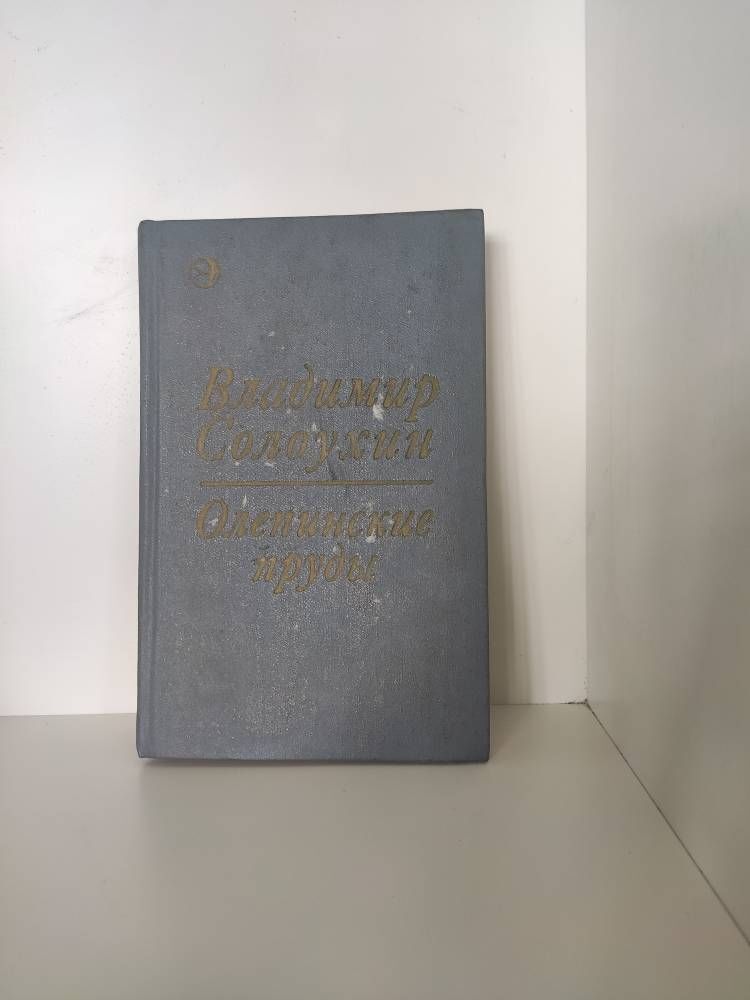 Владимир
Солоухин
Олепинские
пруды